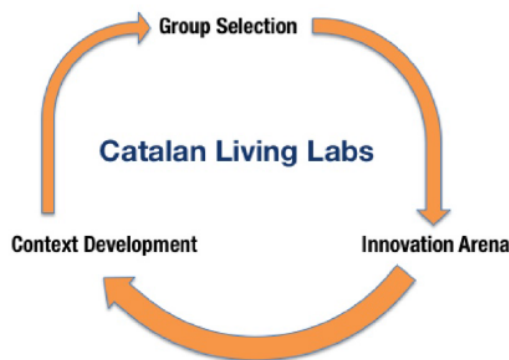 Group Selection
Catalan Living Labs
Context Development
Innovation Arena